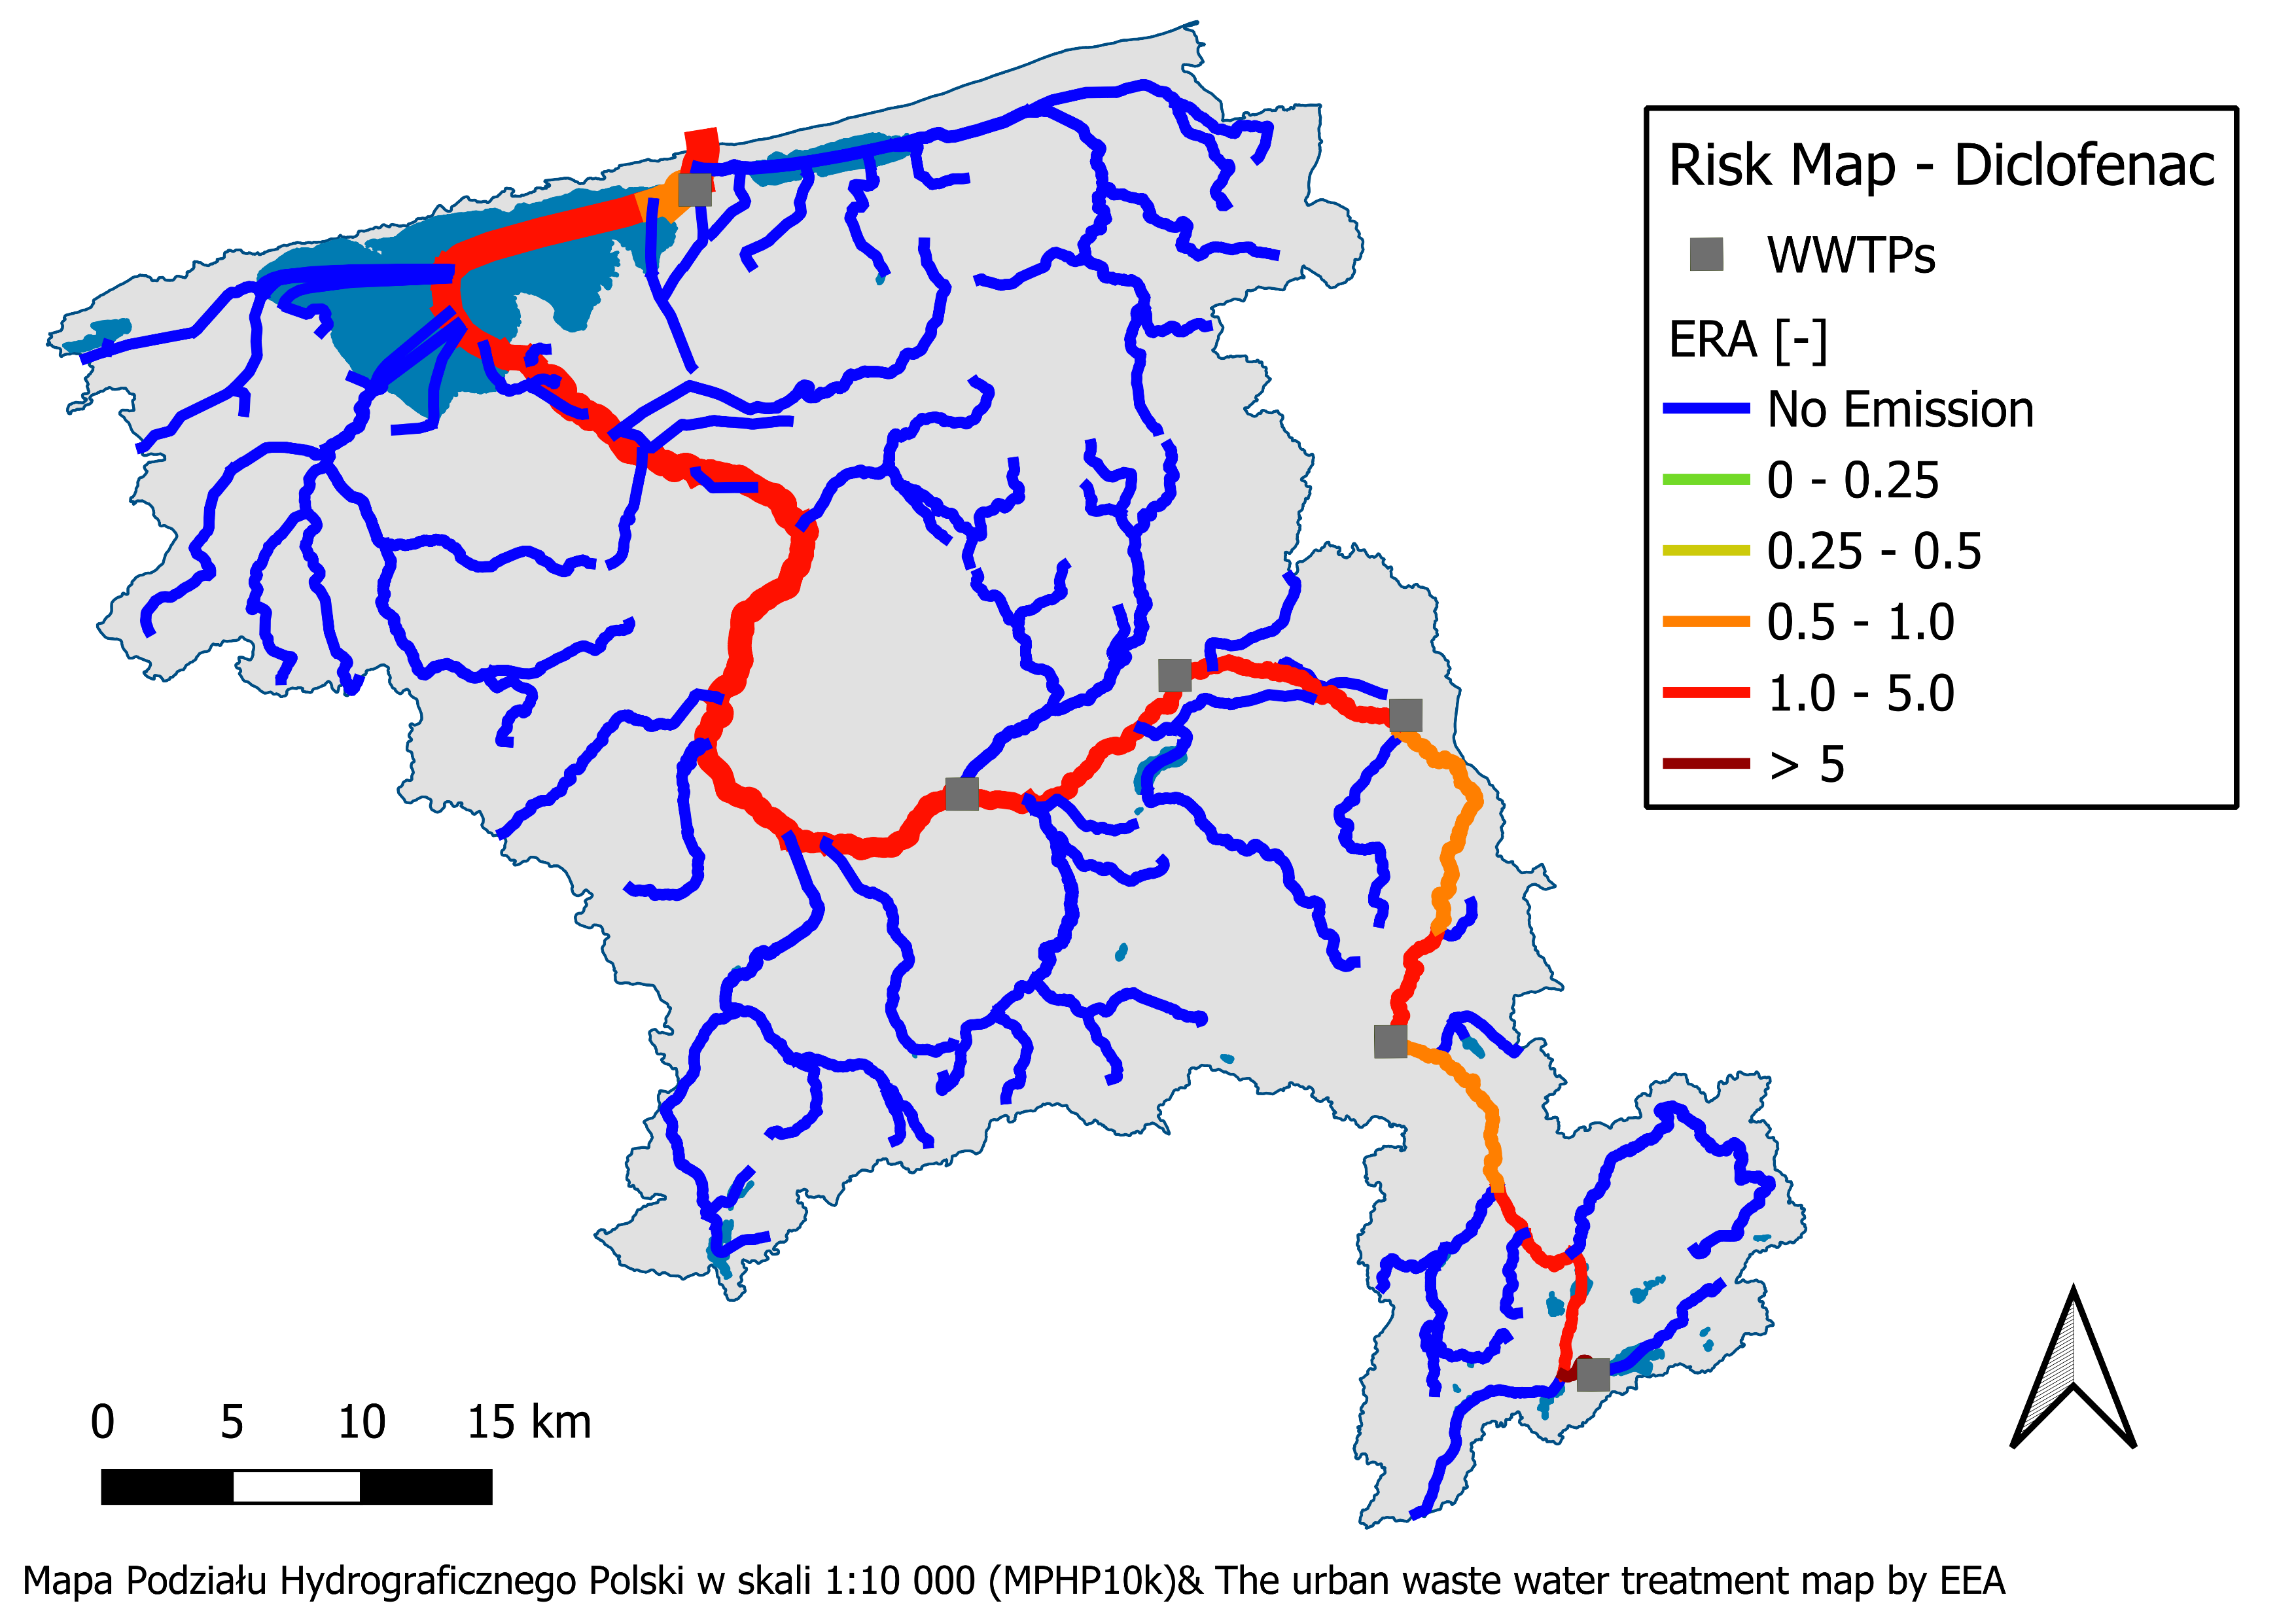 Risk Map - Diclofenac
WWTPs
ERA [-]
No Emission
0 - 0.25
0.25 - 0.5
0.5 - 1.0
1.0 - 5.0
> 5
0 5 10 15 km
Mapa Podziału Hydrograficznego Polski w skali 1:10 000 (MPHP10k)& The urban waste water treatment map by EEA